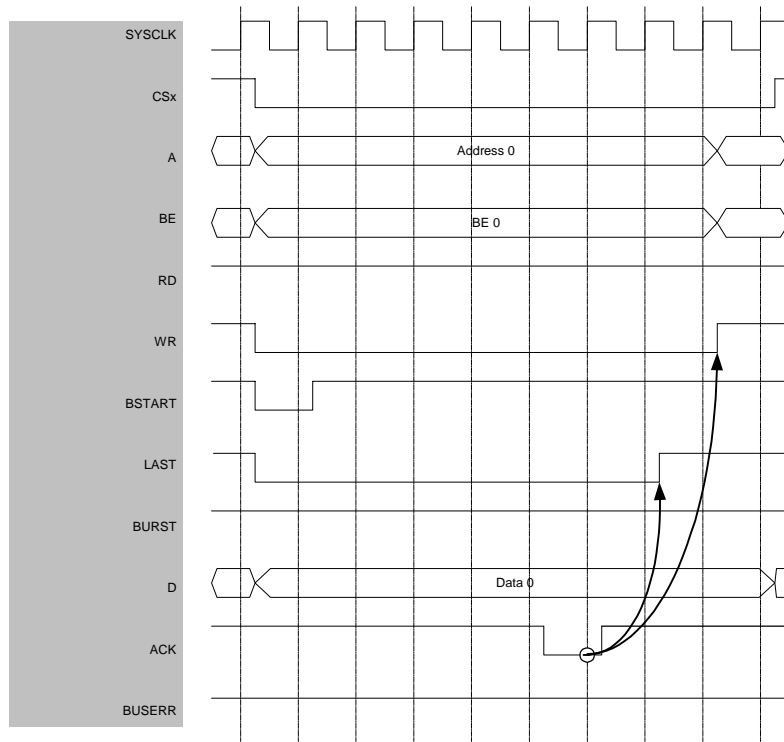 SYSCLK
CSx
A
Address 0
BE
BE 0
RD
WR
BSTART
LAST
BURST
D
Data 0
ACK
BUSERR